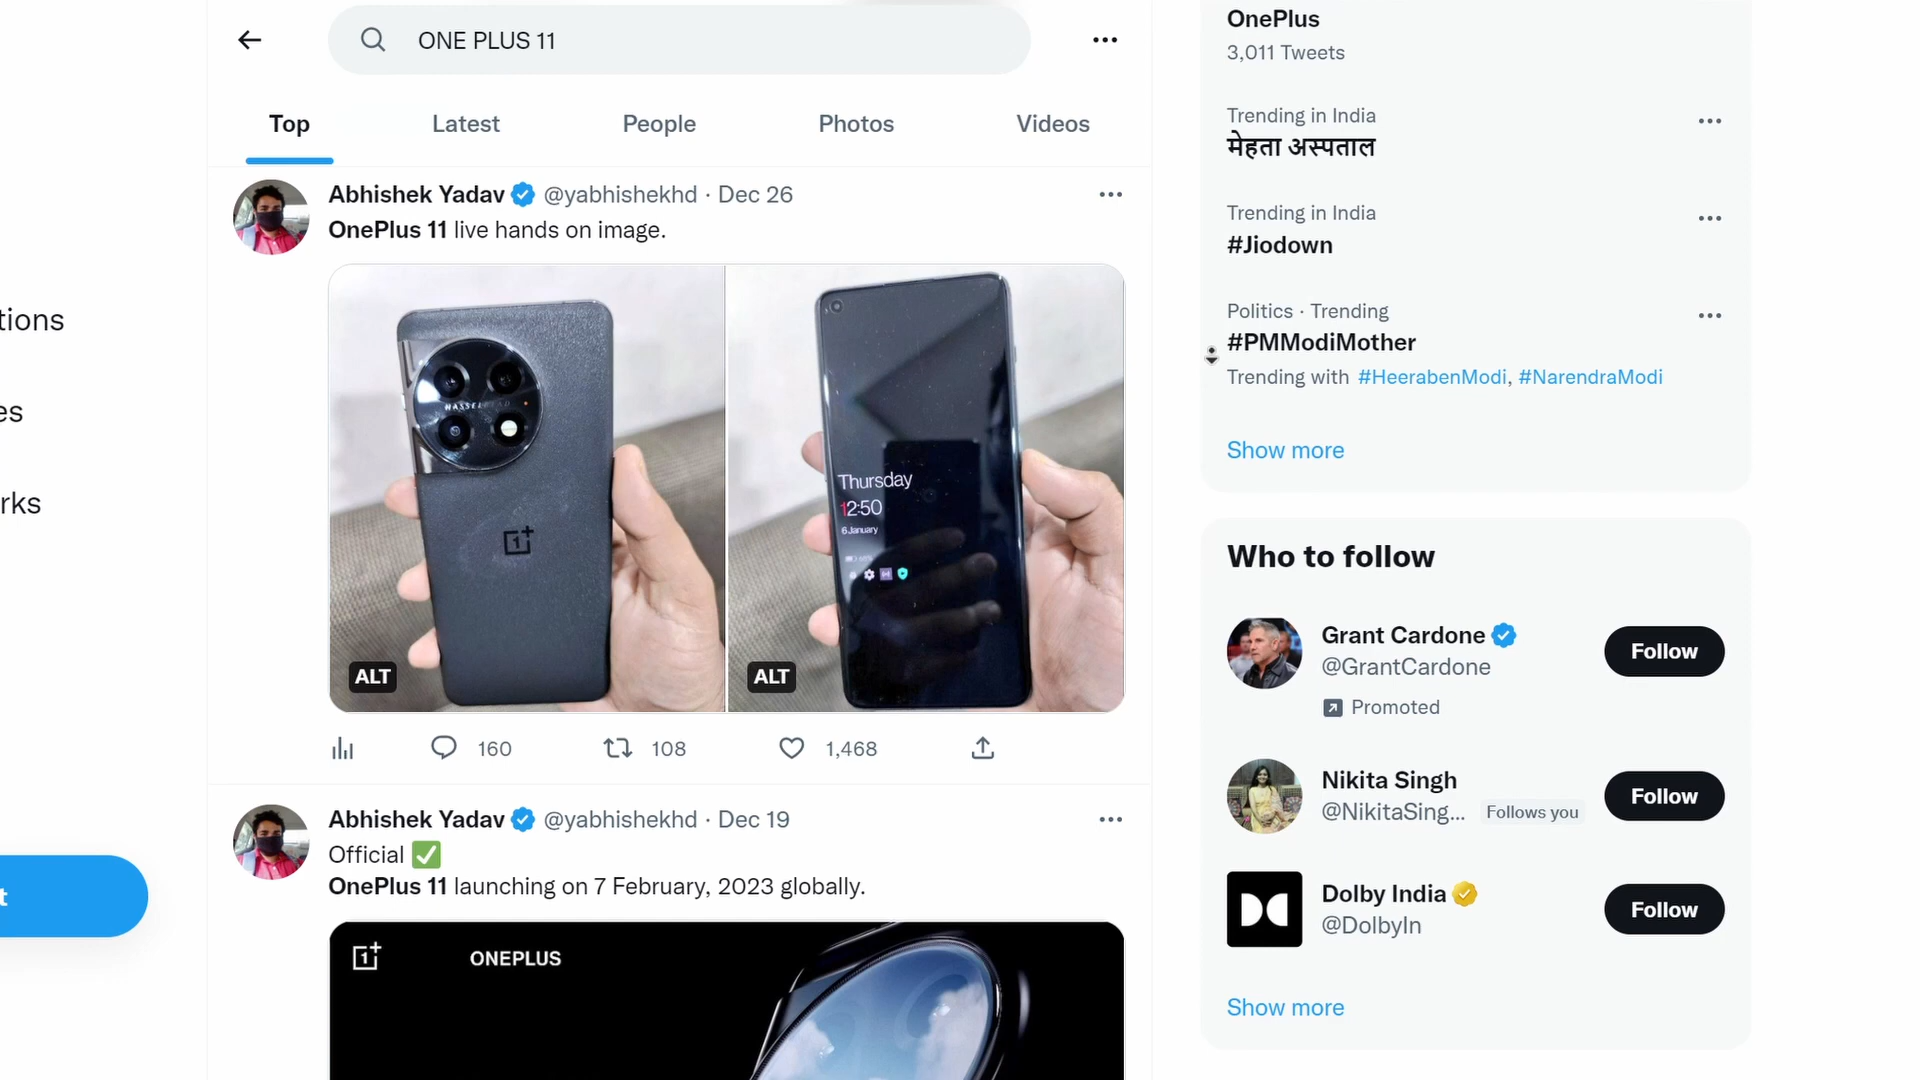 ONE PLUS 11
Top
Latest
People
Photos
Videos
Abhishek Yadav @yabhishekhd · Dec 26
OnePlus 11 live hands on image.
HASSELBLAD
Thursday
12:50
6 January
ALT
ALT
160
108
1,468
Abhishek Yadav @yabhishekhd · Dec 19
Official ✅
OnePlus 11 launching on 7 February, 2023 globally.
ONEPLUS
tions
es
rks
t
OnePlus
3,011 Tweets
Trending in India
मेहता अस्पताल
Trending in India
#Jiodown
Politics · Trending
#PMModiMother
Trending with #HeerabenModi, #NarendraModi
Show more
Who to follow
Grant Cardone
@GrantCardone
Promoted
Follow
Nikita Singh
@NikitaSing... Follows you
Follow
Dolby India
@DolbyIn
Follow
Show more